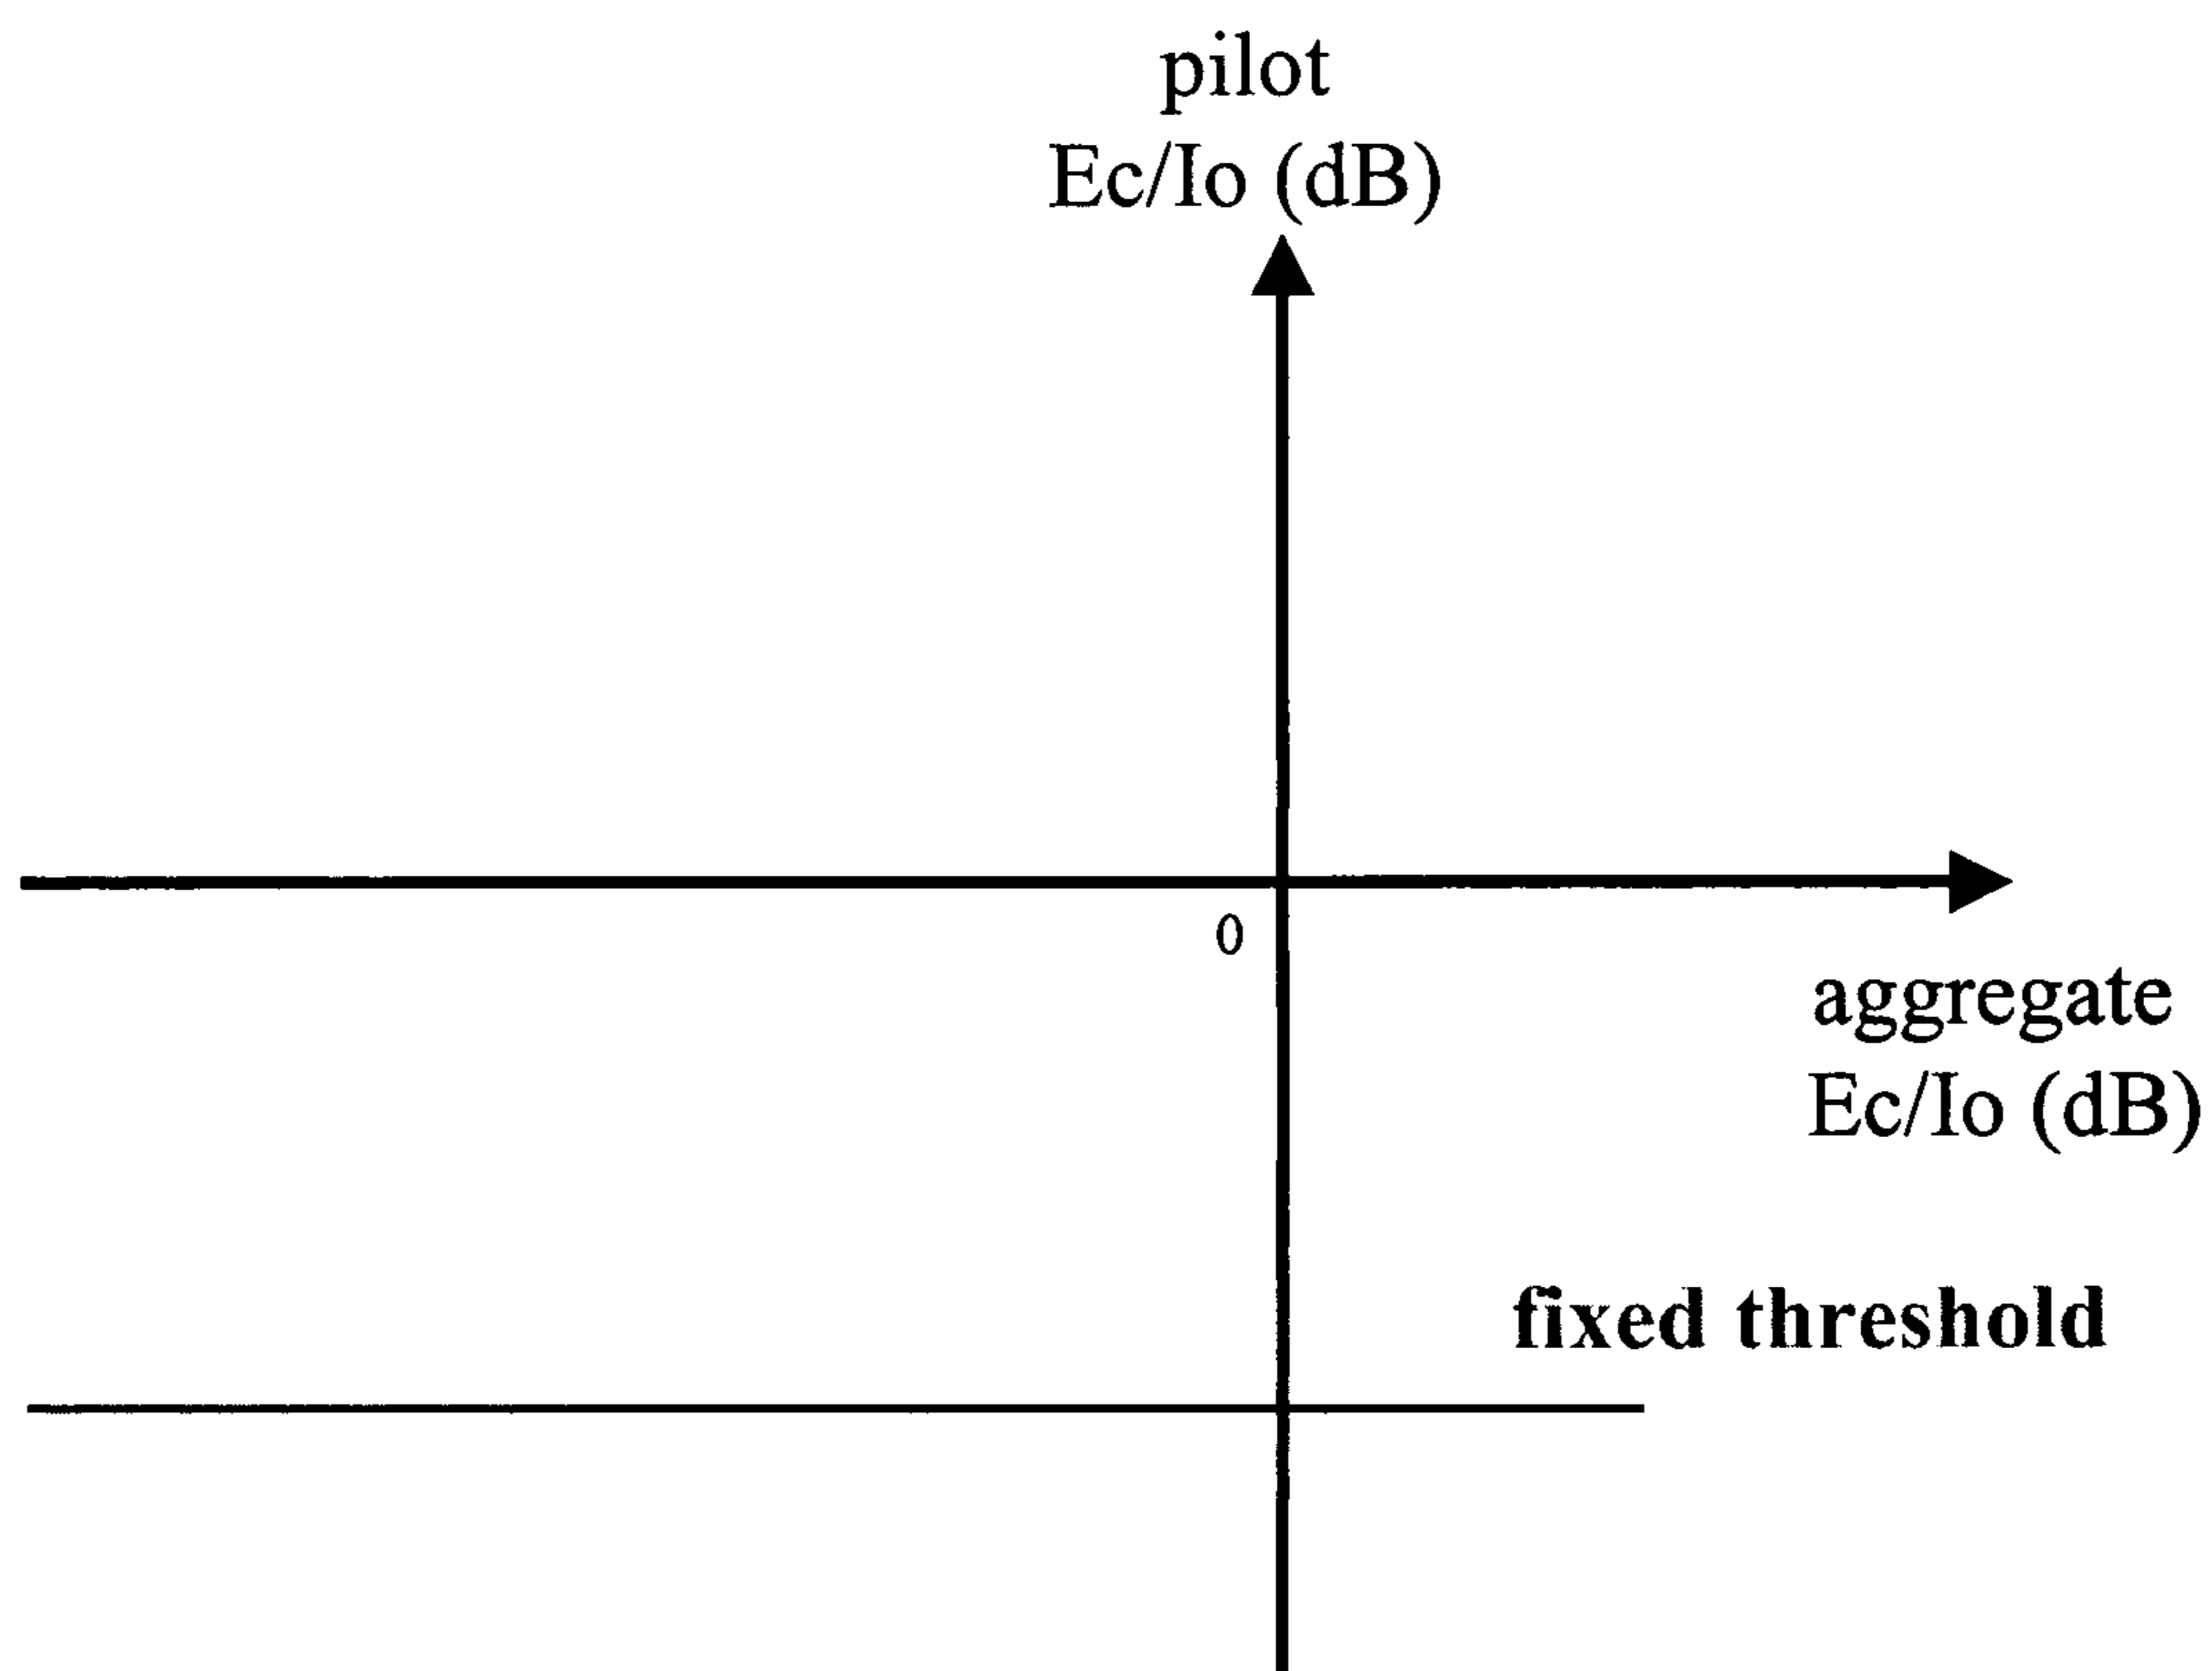 pilot
Ec/Io (dB)
0
aggregate
Ec/Io (dB)
fixed threshold